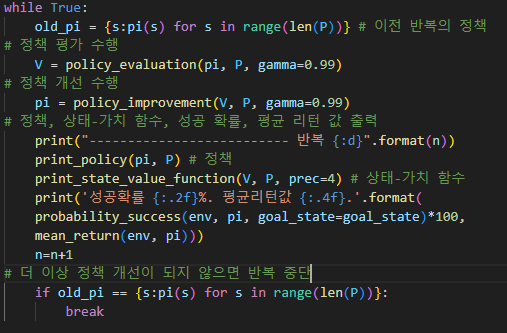 while True:
    old_pi = {s:pi(s) for s in range(len(P))} # 이전 반복의 정책
# 정책 평가 수행
    V = policy_evaluation(pi, P, gamma=0.99)
# 정책 개선 수행
    pi = policy_improvement(V, P, gamma=0.99)
# 정책, 상태-가치 함수, 성공 확률, 평균 리턴 값 출력
    print("-------------------------- 반복 {:d}".format(n))
    print_policy(pi, P) # 정책
    print_state_value_function(V, P, prec=4) # 상태-가치 함수
    print('성공확률 {:.2f}%. 평균리턴값 {:.4f}.'.format(
    probability_success(env, pi, goal_state=goal_state)*100,
    mean_return(env, pi)))
    n=n+1
# 더 이상 정책 개선이 되지 않으면 반복 중단
    if old_pi == {s:pi(s) for s in range(len(P))}:
        break